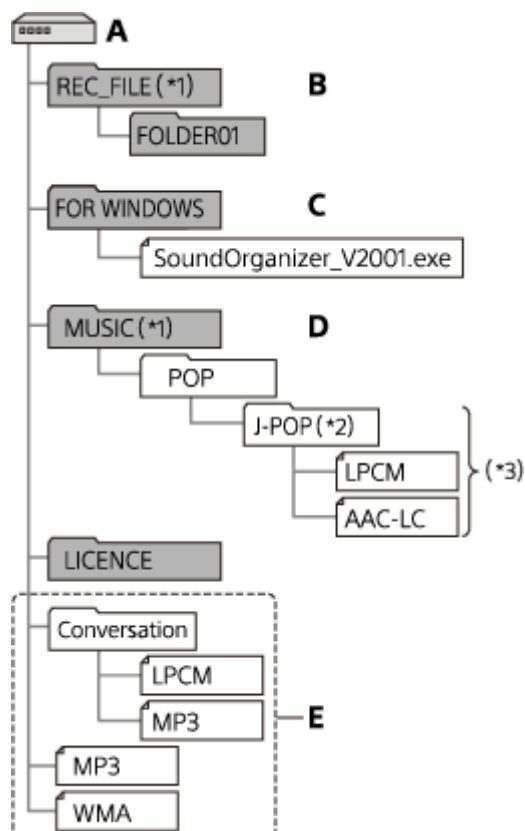 A
REC_FILE(*1) B
FOLDER01
FOR WINDOWS C
SoundOrganizer_V2001.exe
MUSIC(*1) D
POP
J-POP(*2)
LPCM (*3)
AAC-LC
LICENCE
Conversation
LPCM
MP3 E
MP3
WMA